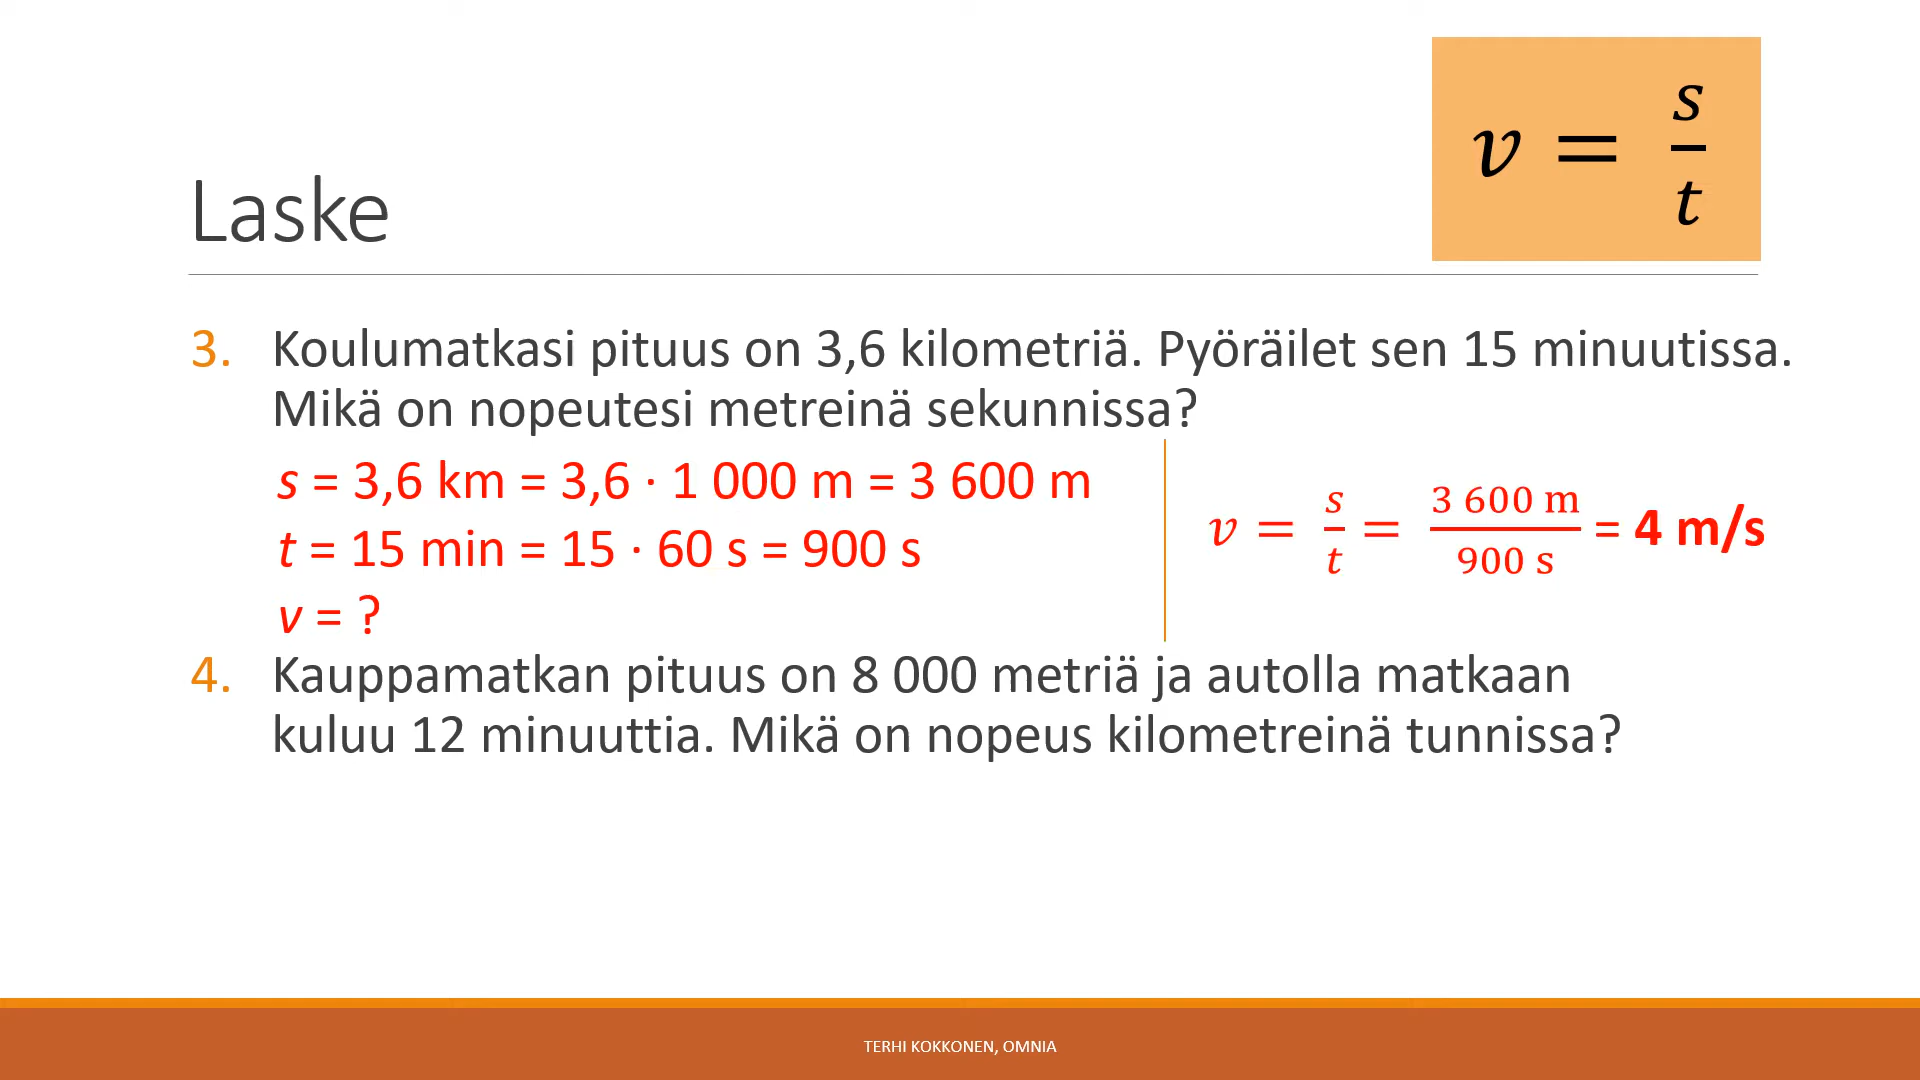 v = s/t
Laske
3. Koulumatkasi pituus on 3,6 kilometriä. Pyöräilet sen 15 minuutissa.
Mikä on nopeutesi metreinä sekunnissa?
s = 3,6 km = 3,6 · 1 000 m = 3 600 m
t = 15 min = 15 · 60 s = 900 s
v = ?
v = s/t = 3 600 m/900 s = 4 m/s
4. Kauppamatkan pituus on 8 000 metriä ja autolla matkaan
kuluu 12 minuuttia. Mikä on nopeus kilometreinä tunnissa?
TERHI KOKKONEN, OMNIA